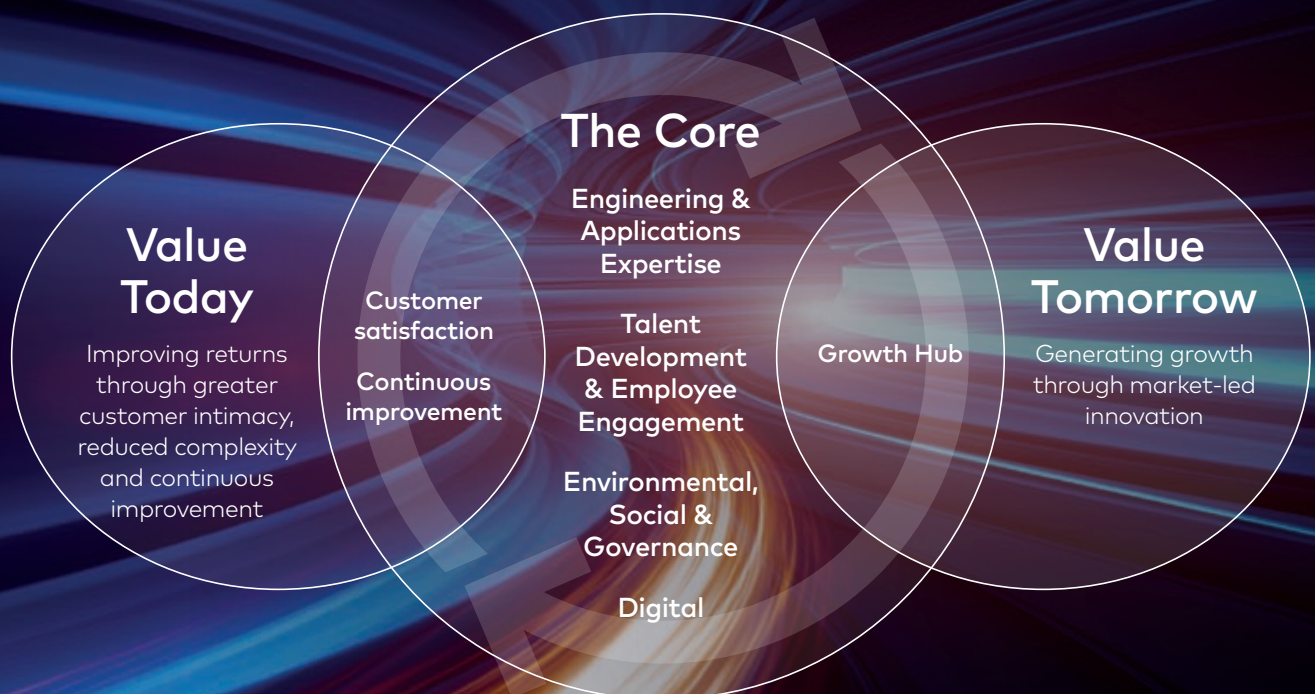 Value
Today
Improving returns
through greater
customer intimacy,
reduced complexity
and continuous
improvement
Customer
satisfaction
Continuous
improvement
The Core
Engineering &
Applications
Expertise
Talent
Development
& Employee
Engagement
Environmental,
Social &
Governance
Digital
Growth Hub
Value
Tomorrow
Generating growth
through market-led
innovation